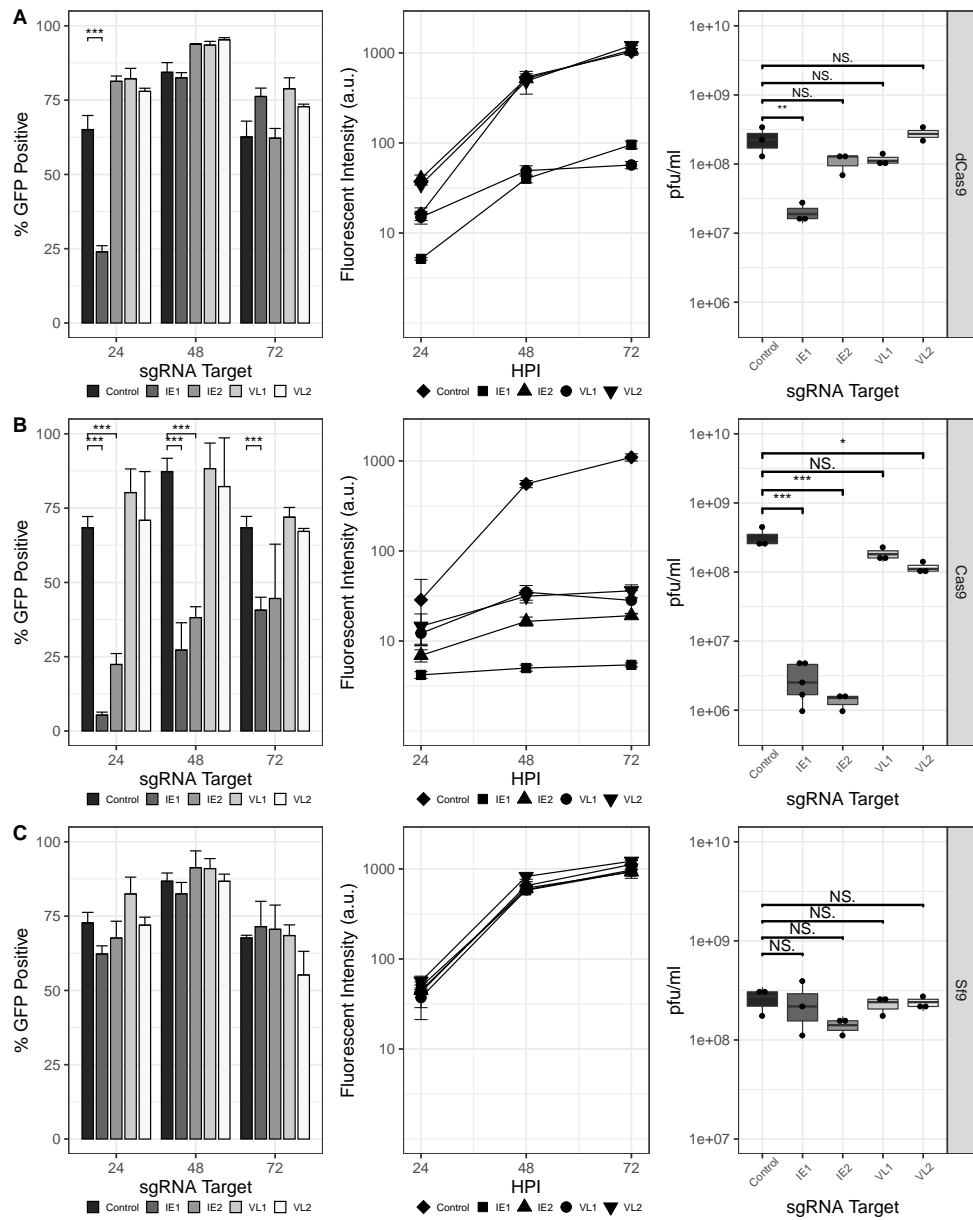 A
100
75
50
25
0
% GFP Positive
***
24 48 72
sgRNA Target
Control IE1 IE2 VL1 VL2
1000
100
10
Fluorescent Intensity (a.u.)
24 48 72
HPI
Control IE1 IE2 VL1 VL2
1e+10
1e+09
1e+08
1e+07
1e+06
pfu/ml
NS.
NS.
NS.
**
Control IE1 IE2 VL1 VL2
sgRNA Target
dCas9
B
100
75
50
25
0
% GFP Positive
*** ***
*** *** ***
24 48 72
sgRNA Target
Control IE1 IE2 VL1 VL2
1000
100
10
Fluorescent Intensity (a.u.)
24 48 72
HPI
Control IE1 IE2 VL1 VL2
1e+10
1e+09
1e+08
1e+07
1e+06
pfu/ml
*
NS.
***
***
Control IE1 IE2 VL1 VL2
sgRNA Target
Cas9
C
100
75
50
25
0
% GFP Positive
24 48 72
sgRNA Target
Control IE1 IE2 VL1 VL2
1000
100
10
Fluorescent Intensity (a.u.)
24 48 72
HPI
Control IE1 IE2 VL1 VL2
1e+10
1e+09
1e+08
1e+07
pfu/ml
NS.
NS.
NS.
NS.
Control IE1 IE2 VL1 VL2
sgRNA Target
Sf9